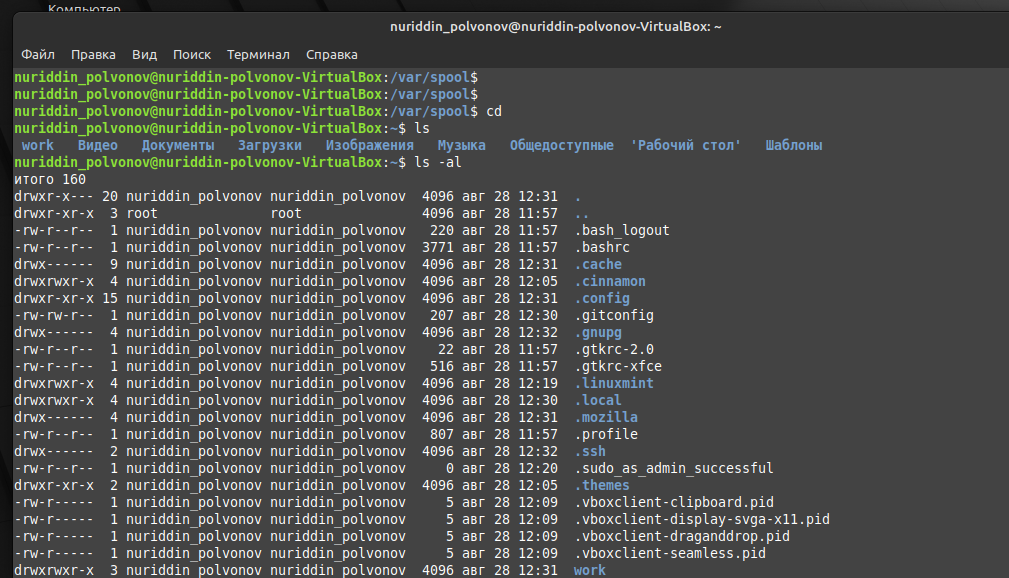 Компьютер
nuriddin_polvonov@nuriddin-polvonov-VirtualBox: ~
Файл Правка Вид Поиск Терминал Справка
nuriddin_polvonov@nuriddin-polvonov-VirtualBox:/var/spool$
nuriddin_polvonov@nuriddin-polvonov-VirtualBox:/var/spool$
nuriddin_polvonov@nuriddin-polvonov-VirtualBox:/var/spool$ cd
nuriddin_polvonov@nuriddin-polvonov-VirtualBox:~$ ls
work Видео Документы Загрузки Изображения Музыка Общедоступные 'Рабочий стол' Шаблоны
nuriddin_polvonov@nuriddin-polvonov-VirtualBox:~$ ls -al
итого 160
drwxr-x--- 20 nuriddin_polvonov nuriddin_polvonov 4096 авг 28 12:31 .
drwxr-xr-x 3 root root 4096 авг 28 11:57 ..
-rw-r--r-- 1 nuriddin_polvonov nuriddin_polvonov 220 авг 28 11:57 .bash_logout
-rw-r--r-- 1 nuriddin_polvonov nuriddin_polvonov 3771 авг 28 11:57 .bashrc
drwx------ 9 nuriddin_polvonov nuriddin_polvonov 4096 авг 28 12:31 .cache
drwxrwxr-x 4 nuriddin_polvonov nuriddin_polvonov 4096 авг 28 12:05 .cinnamon
drwxr-xr-x 15 nuriddin_polvonov nuriddin_polvonov 4096 авг 28 12:31 .config
-rw-rw-r-- 1 nuriddin_polvonov nuriddin_polvonov 207 авг 28 12:30 .gitconfig
drwx------ 4 nuriddin_polvonov nuriddin_polvonov 4096 авг 28 12:32 .gnupg
-rw-r--r-- 1 nuriddin_polvonov nuriddin_polvonov 22 авг 28 11:57 .gtkrc-2.0
-rw-r--r-- 1 nuriddin_polvonov nuriddin_polvonov 516 авг 28 11:57 .gtkrc-xfce
drwxrwxr-x 4 nuriddin_polvonov nuriddin_polvonov 4096 авг 28 12:19 .linuxmint
drwxrwxr-x 4 nuriddin_polvonov nuriddin_polvonov 4096 авг 28 12:30 .local
drwx------ 4 nuriddin_polvonov nuriddin_polvonov 4096 авг 28 12:31 .mozilla
-rw-r--r-- 1 nuriddin_polvonov nuriddin_polvonov 807 авг 28 11:57 .profile
drwx------ 2 nuriddin_polvonov nuriddin_polvonov 4096 авг 28 12:32 .ssh
-rw-r--r-- 1 nuriddin_polvonov nuriddin_polvonov 0 авг 28 12:20 .sudo_as_admin_successful
drwxr-xr-x 2 nuriddin_polvonov nuriddin_polvonov 4096 авг 28 12:05 .themes
-rw-r----- 1 nuriddin_polvonov nuriddin_polvonov 5 авг 28 12:09 .vboxclient-clipboard.pid
-rw-r----- 1 nuriddin_polvonov nuriddin_polvonov 5 авг 28 12:09 .vboxclient-display-svga-x11.pid
-rw-r----- 1 nuriddin_polvonov nuriddin_polvonov 5 авг 28 12:09 .vboxclient-draganddrop.pid
-rw-r----- 1 nuriddin_polvonov nuriddin_polvonov 5 авг 28 12:09 .vboxclient-seamless.pid
drwxrwxr-x 3 nuriddin_polvonov nuriddin_polvonov 4096 авг 28 12:31 work